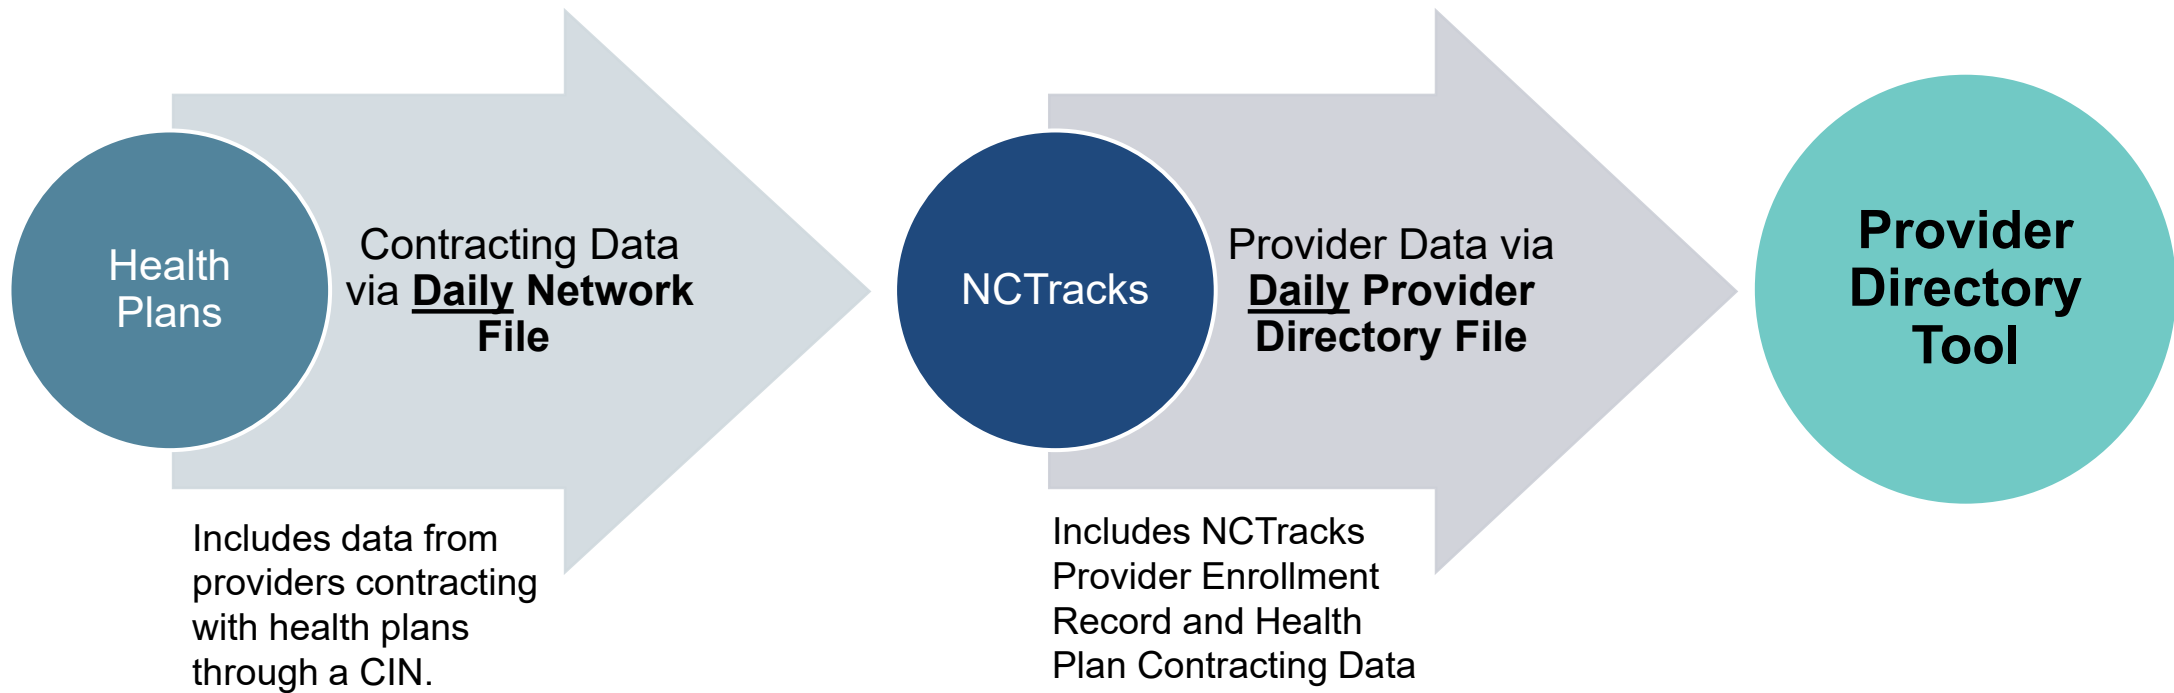 Health
Plans
Contracting Data
via Daily Network
File
Includes data from
providers contracting
with health plans
through a CIN.
NCTracks
Provider Data via
Daily Provider
Directory File
Includes NCTracks
Provider Enrollment
Record and Health
Plan Contracting Data
Provider
Directory
Tool